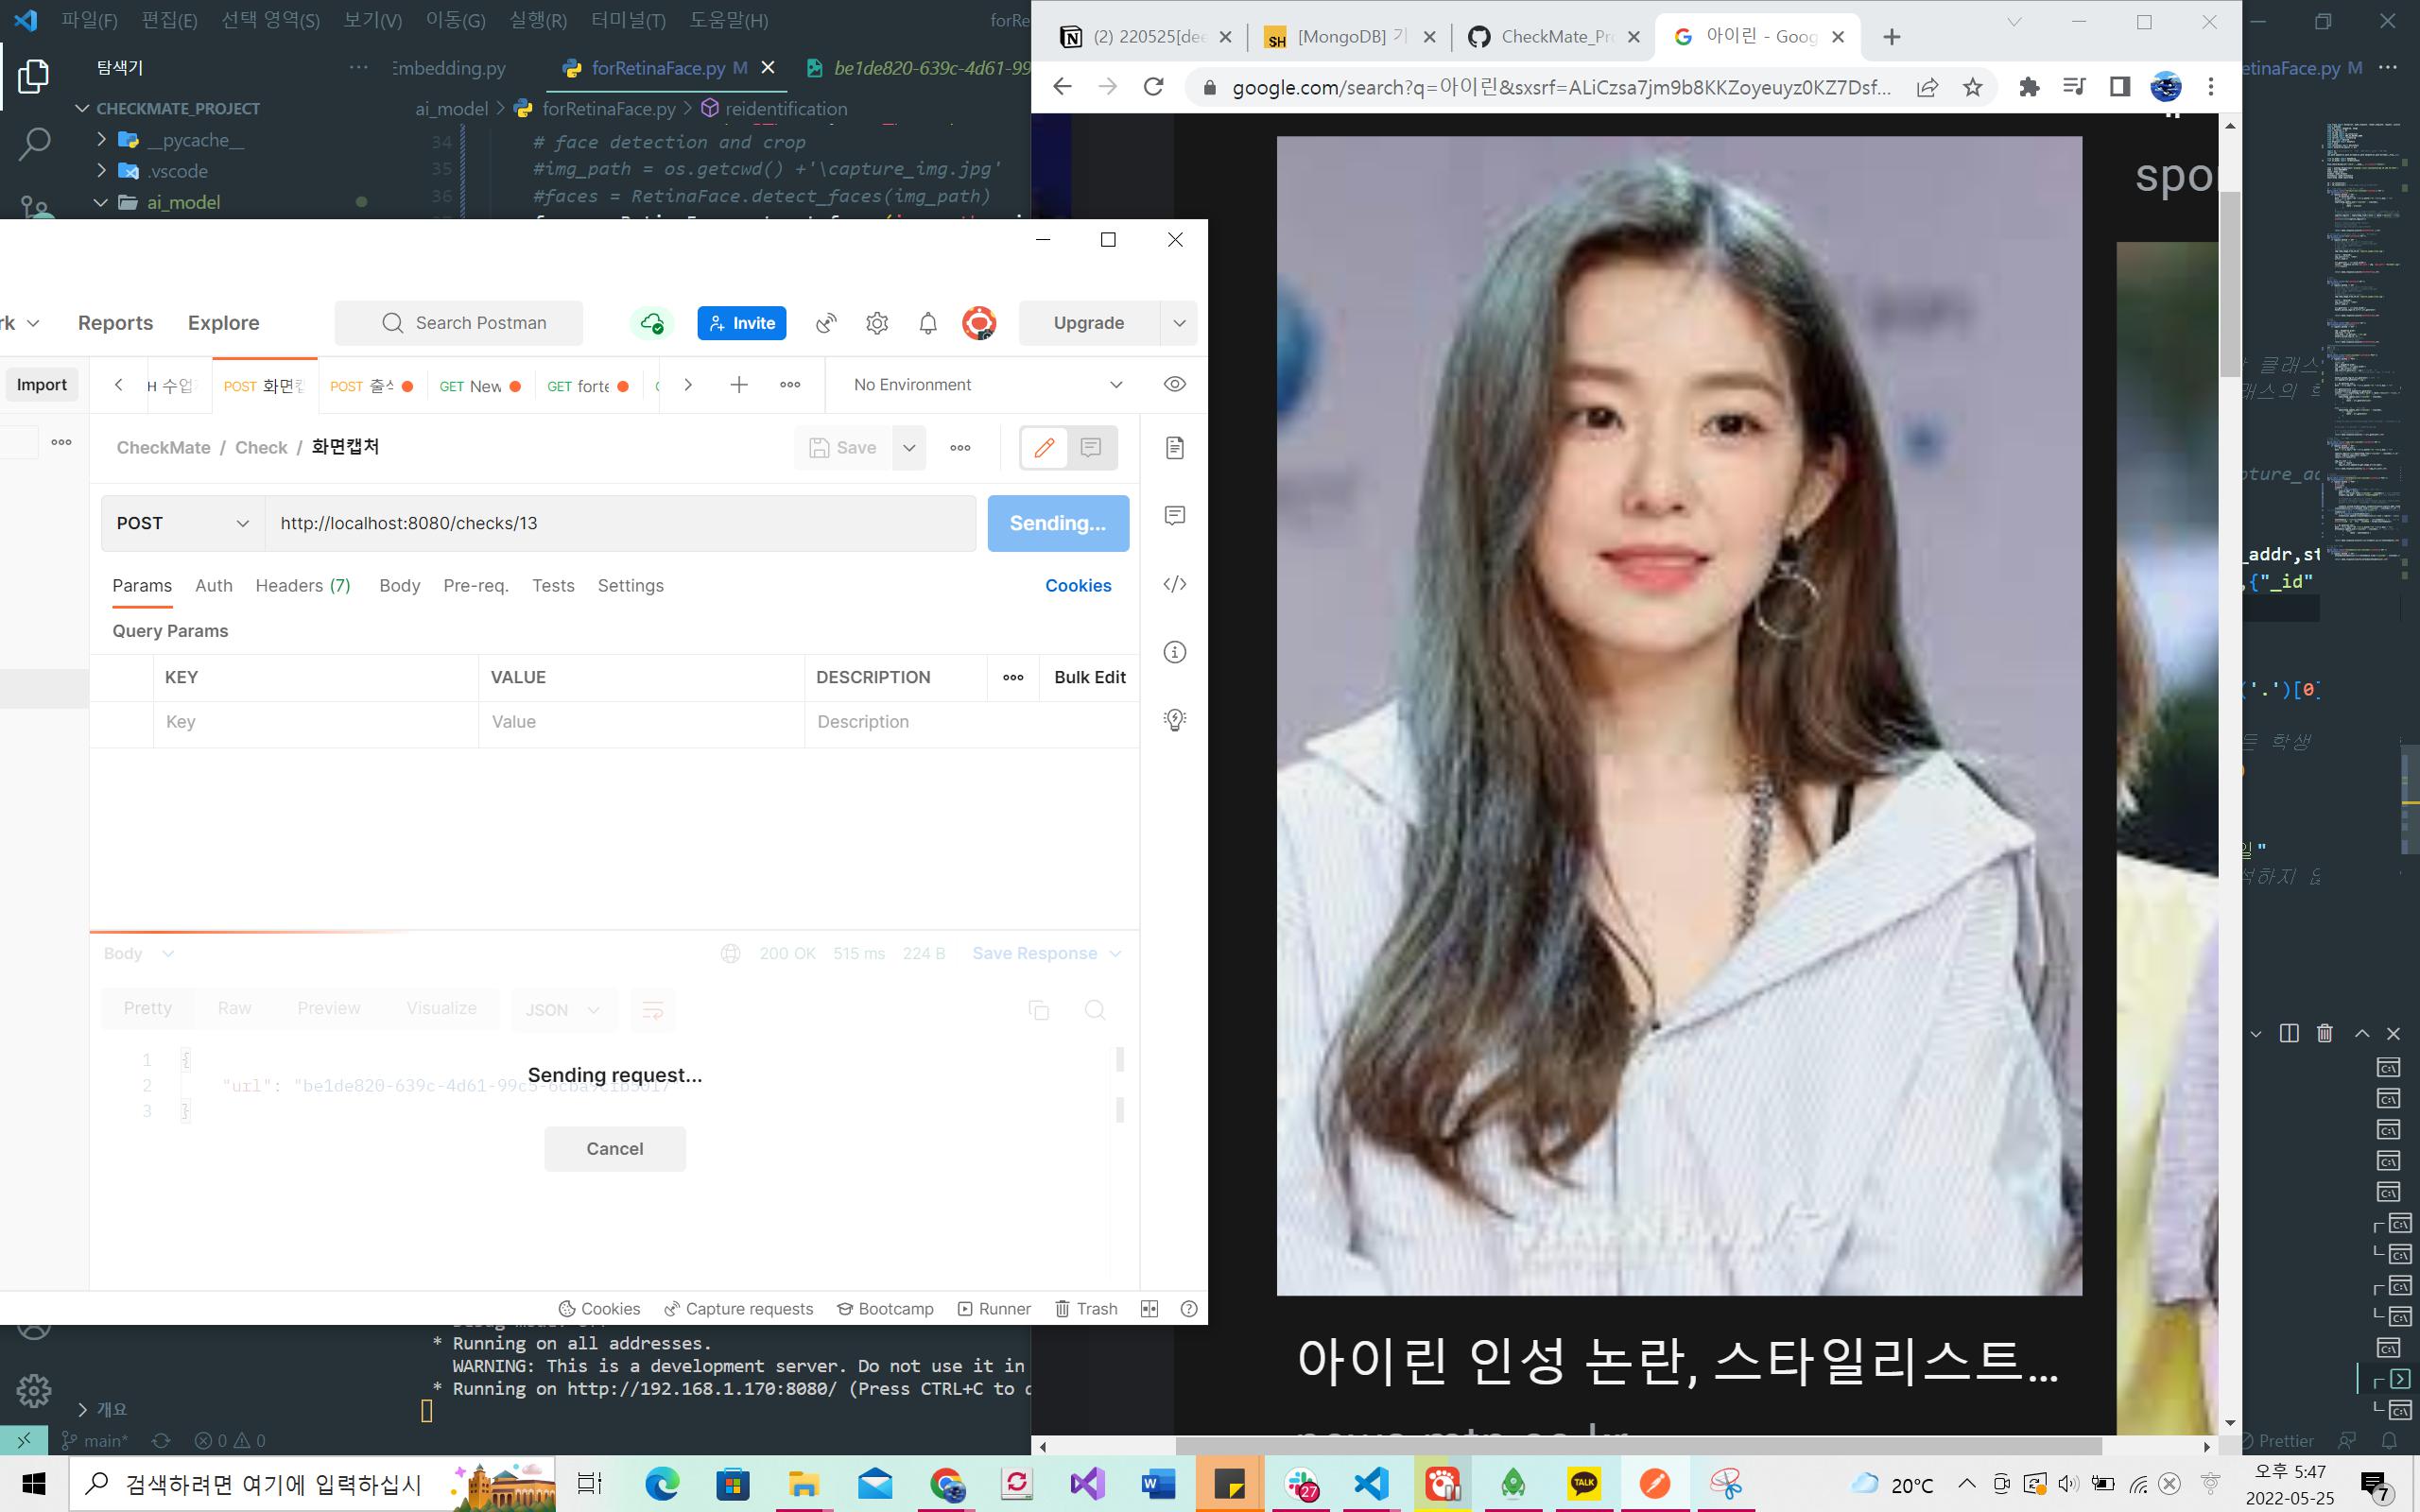 파일(F) 편집(E) 선택 영역(S) 보기(V) 이동(G) 실행(R) 터미널(T) 도움말(H)
탐색기
Embedding.py forRetinaFace.py M be1de820-639c-4d61-99
CHECKMATE_PROJECT
ai_model > forRetinaFace.py > reidentification
__pycache__
.vscode
ai_model
34 # face detection and crop
35 #img_path = os.getcwd() +'\capture_img.jpg'
36 #faces = RetinaFace.detect_faces(img_path)
Reports Explore Search Postman Invite Upgrade
Import
수업 POST 화면캡 POST 출석 GET New GET forte No Environment
CheckMate / Check / 화면캡처 Save
POST http://localhost:8080/checks/13 Sending...
Params Auth Headers (7) Body Pre-req. Tests Settings Cookies
Query Params
KEY VALUE DESCRIPTION Bulk Edit
Key Value Description
Body 200 OK 515 ms 224 B Save Response
Pretty Raw Preview Visualize JSON
1 {
2 "url": "be1de820-639c-4d61-99c5-
3 }
Sending request...
Cancel
Cookies Capture requests Bootcamp Runner Trash
* Running on all addresses.
WARNING: This is a development server. Do not use it in
* Running on http://192.168.1.170:8080/ (Press CTRL+C to
개요
main* 0 0
(2) 220525[dee [MongoDB] 기 CheckMate_Pro 아이린 - Goog
google.com/search?q=아이린&sxsrf=ALiCzsa7jm9b8KKZoyeuyz0KZ7Dsf...
spo
아이린 인성 논란, 스타일리스트...
etinaFace.py M
클래스
래스의
pture_ad
_addr,st
,{"_id"
('.')[0]
든 학생
일"
석하지 않
Prettier
검색하려면 여기에 입력하십시
27
TALK
20°C
오후 5:47
2022-05-25
7